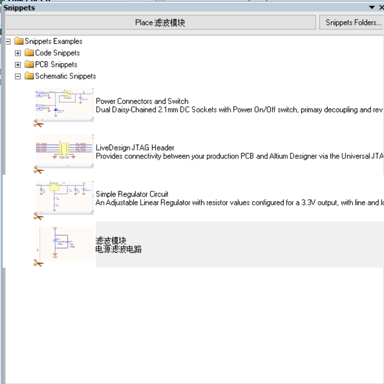 Snippets
Place 滤波模块
Snippets Folders...
Snippets Examples
Code Snippets
PCB Snippets
Schematic Snippets
Power Connectors and Switch
Dual Daisy-Chained 2.1mm DC Sockets with Power On/Off switch, primary decoupling and rev
LiveDesign JTAG Header
Provides connectivity between your production PCB and Altium Designer via the Universal JTA
Simple Regulator Circuit
An Adjustable Linear Regulator with resistor values configured for a 3.3V output, with line and lo
滤波模块
电源滤波电路